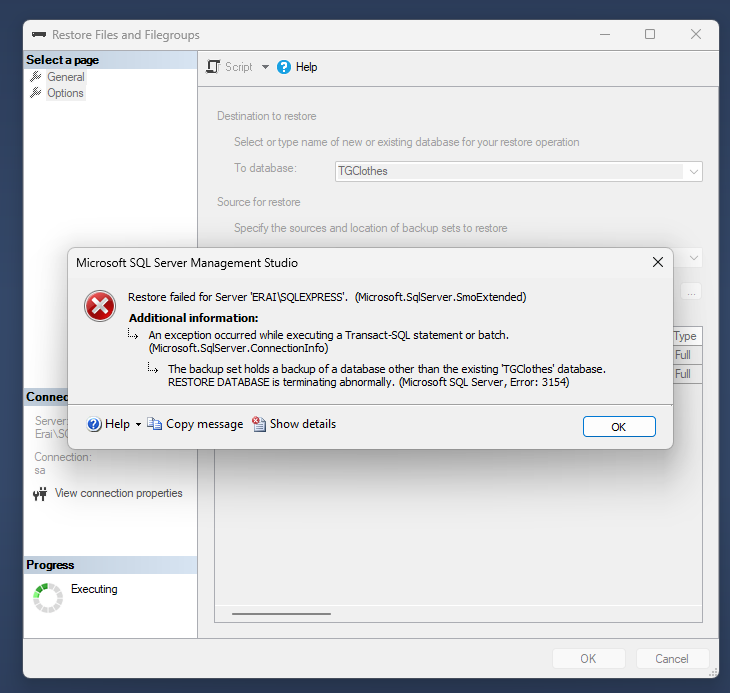 Restore Files and Filegroups
Select a page
General
Options
Script
Help
Destination to restore
Select or type name of new or existing database for your restore operation
To database:
TGClothes
Source for restore
Specify the sources and location of backup sets to restore
...
Type
Full
Full
Microsoft SQL Server Management Studio
Restore failed for Server 'ERAI\SQLEXPRESS'. (Microsoft.SqlServer.SmoExtended)
Additional information:
An exception occurred while executing a Transact-SQL statement or batch.
(Microsoft.SqlServer.ConnectionInfo)
The backup set holds a backup of a database other than the existing 'TGClothes' database.
RESTORE DATABASE is terminating abnormally. (Microsoft SQL Server, Error: 3154)
Help
Copy message
Show details
OK
Connec
Server:
Erai\SQ
Connection:
sa
View connection properties
Progress
Executing
OK
Cancel